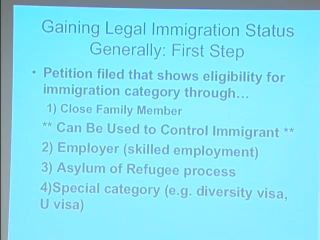 Gaining Legal Immigration Status
Generally: First Step
• Petition filed that shows eligibility for
immigration category through…
1) Close Family Member
** Can Be Used to Control Immigrant **
2) Employer (skilled employment)
3) Asylum of Refugee process
4)Special category (e.g. diversity visa,
U visa)